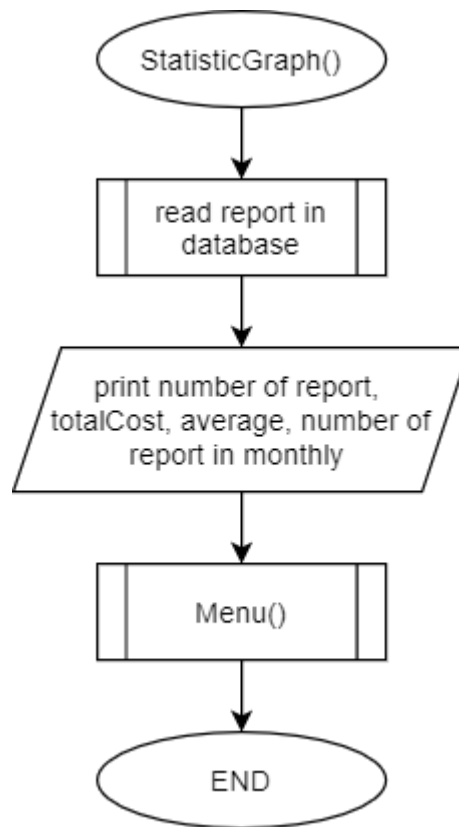 StatisticGraph()
read report in
database
print number of report,
totalCost, average, number of
report in monthly
Menu()
END